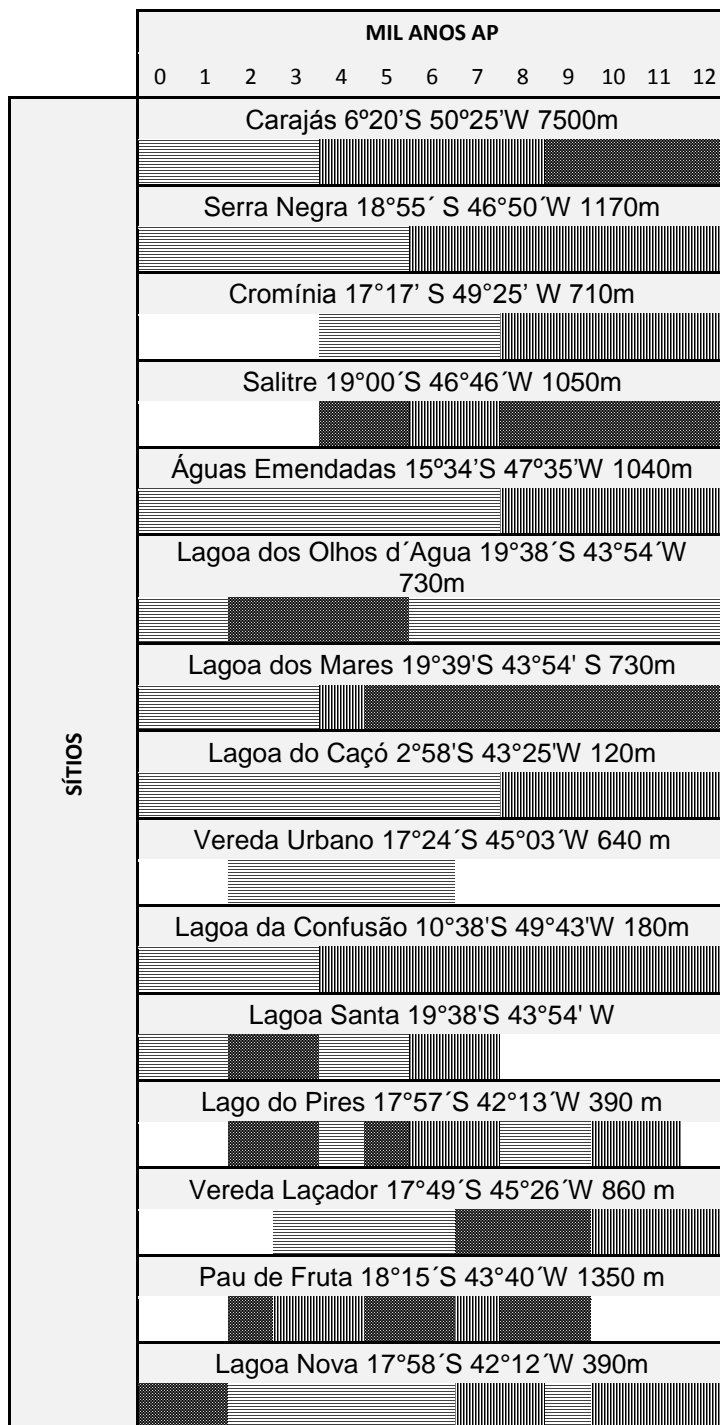 MIL ANOS AP
0 1 2 3 4 5 6 7 8 9 10 11 12
SÍTIOS
Carajás 6º20’S 50º25’W 7500m
Serra Negra 18°55´ S 46°50´W 1170m
Cromínia 17°17’ S 49°25’ W 710m
Salitre 19°00´S 46°46´W 1050m
Águas Emendadas 15º34’S 47º35’W 1040m
Lagoa dos Olhos d´Agua 19°38´S 43°54´W
730m
Lagoa dos Mares 19°39'S 43°54' S 730m
Lagoa do Caçó 2°58'S 43°25'W 120m
Vereda Urbano 17°24´S 45°03´W 640 m
Lagoa da Confusão 10°38'S 49°43'W 180m
Lagoa Santa 19°38'S 43°54' W
Lago do Pires 17°57´S 42°13´W 390 m
Vereda Laçador 17°49´S 45°26´W 860 m
Pau de Fruta 18°15´S 43°40´W 1350 m
Lagoa Nova 17°58´S 42°12´W 390m